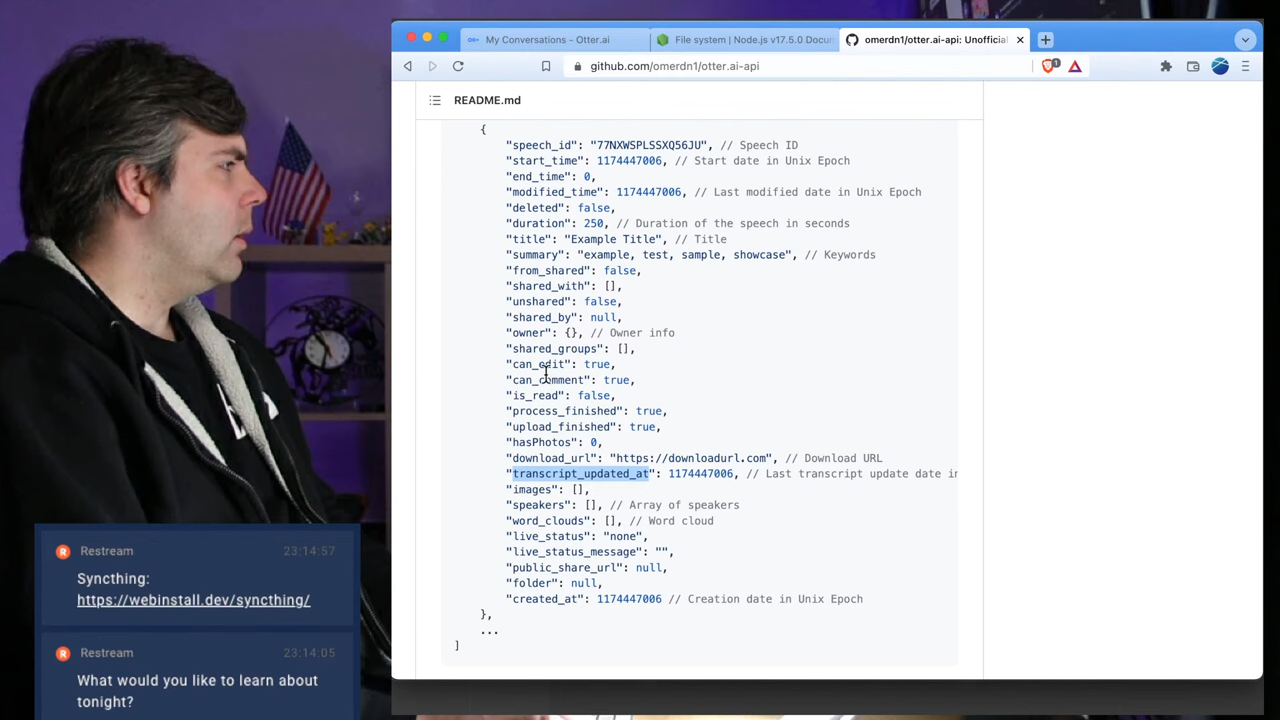 My Conversations - Otter.ai
File system | Node.js v17.5.0 Docu
omerdn1/otter.ai-api: Unofficial
github.com/omerdn1/otter.ai-api
1
README.md
{
"speech_id": "77NXWSPLSSXQ56JU", // Speech ID
"start_time": 1174447006, // Start date in Unix Epoch
"end_time": 0,
"modified_time": 1174447006, // Last modified date in Unix Epoch
"deleted": false,
"duration": 250, // Duration of the speech in seconds
"title": "Example Title", // Title
"summary": "example, test, sample, showcase", // Keywords
"from_shared": false,
"shared_with": [],
"unshared": false,
"shared_by": null,
"owner": {}, // Owner info
"shared_groups": [],
"can_edit": true,
"can_comment": true,
"is_read": false,
"process_finished": true,
"upload_finished": true,
"hasPhotos": 0,
"download_url": "https://downloadurl.com", // Download URL
"transcript_updated_at": 1174447006, // Last transcript update date in
"images": [],
"speakers": [], // Array of speakers
"word_clouds": [], // Word cloud
"live_status": "none",
"live_status_message": "",
"public_share_url": null,
"folder": null,
"created_at": 1174447006 // Creation date in Unix Epoch
},
...
]
R Restream 23:14:57
Syncthing:
https://webinstall.dev/syncthing/
R Restream 23:14:05
What would you like to learn about
tonight?